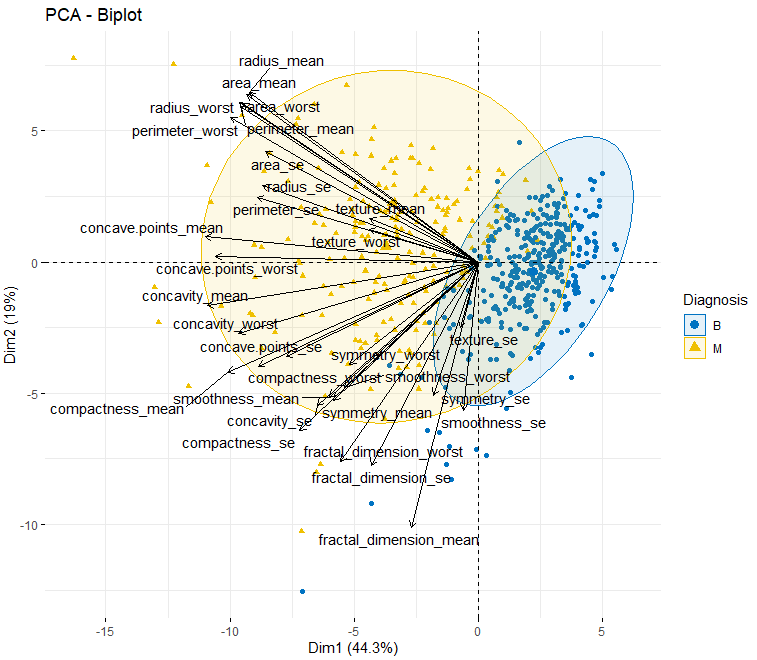 PCA - Biplot
radius_mean
area_mean
radius_worst
area_worst
perimeter_worst
perimeter_mean
5
area_se
radius_se
perimeter_se
texture_mean
concave.points_mean
texture_worst
0
concave.points_worst
concavity_mean
concavity_worst
texture_se
concave.points_se
symmetry_worst
compactness_worst
smoothness_worst
-5
smoothness_mean
symmetry_se
compactness_mean
symmetry_mean
concavity_se
smoothness_se
compactness_se
fractal_dimension_worst
fractal_dimension_se
-10
fractal_dimension_mean
Dim2 (19%)
-15
-10
-5
0
5
Dim1 (44.3%)
Diagnosis
B
M